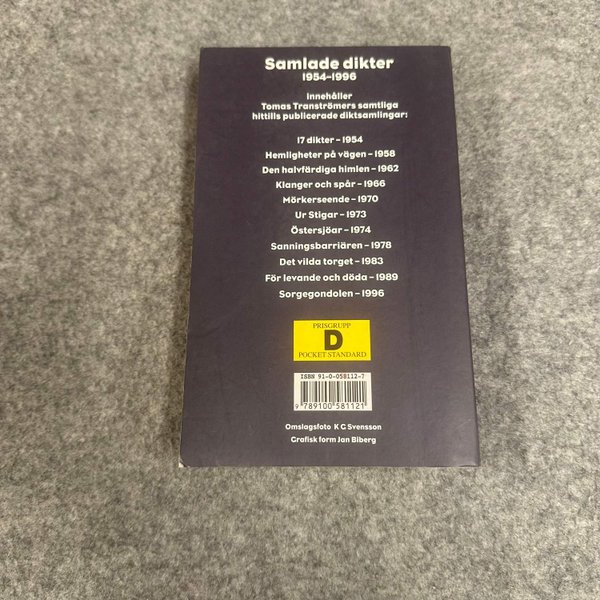 Samlade dikter
1954–1996
innehåller
Tomas Tranströmers samtliga
hittills publicerade diktsamlingar:
17 dikter – 1954
Hemligheter på vägen – 1958
Den halvfärdiga himlen – 1962
Klanger och spår – 1966
Mörkerseende – 1970
Ur Stigar – 1973
Östersjöar – 1974
Sanningsbarriären – 1978
Det vilda torget – 1983
För levande och döda – 1989
Sorgegondolen – 1996
PRISGRUPP
D
POCKET STANDARD
ISBN 91-0-058112-7
9 789100 581121
Omslagsfoto K G Svensson
Grafisk form Jan Biberg